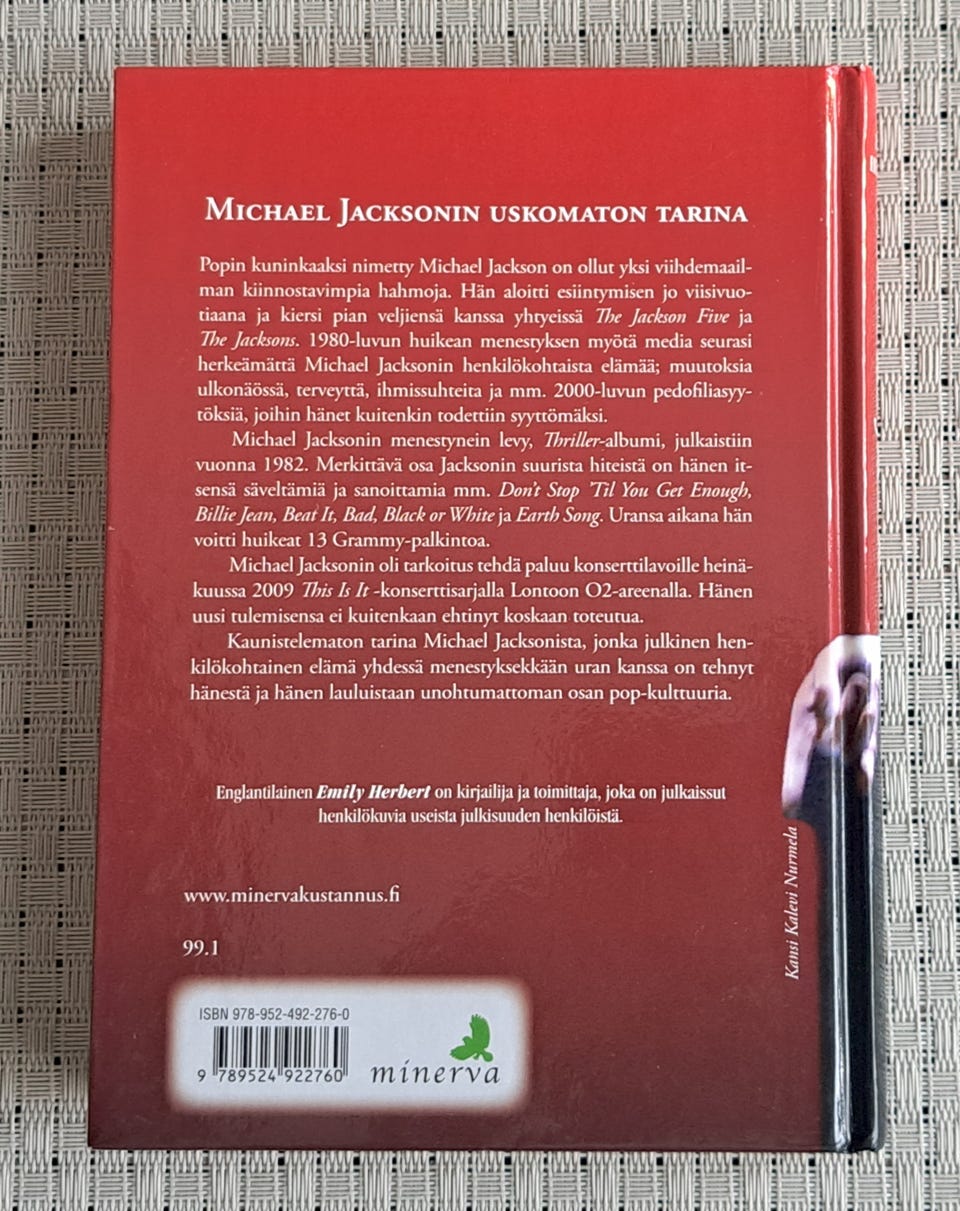 MICHAEL JACKSONIN USKOMATON TARINA
Popin kuninkaaksi nimetty Michael Jackson on ollut yksi viihdemaail-
man kiinnostavimpia hahmoja. Hän aloitti esiintymisen jo viisivuo-
tiaana ja kiersi pian veljiensä kanssa yhtyeissä The Jackson Five ja
The Jacksons. 1980-luvun huikean menestyksen myötä media seurasi
herkeämättä Michael Jacksonin henkilökohtaista elämää; muutoksia
ulkonäössä, terveyttä, ihmissuhteita ja mm. 2000-luvun pedofiliasyy-
töksiä, joihin hänet kuitenkin todettiin syyttömäksi.
Michael Jacksonin menestynein levy, Thriller-albumi, julkaistiin
vuonna 1982. Merkittävä osa Jacksonin suurista hiteistä on hänen it-
sensä säveltämiä ja sanoittamia mm. Don't Stop 'Til You Get Enough,
Billie Jean, Beat It, Bad, Black or White ja Earth Song. Uransa aikana hän
voitti huikeat 13 Grammy-palkintoa.
Michael Jacksonin oli tarkoitus tehdä paluu konserttilavoille heinä-
kuussa 2009 This Is It -konserttisarjalla Lontoon O2-areenalla. Hänen
uusi tulemisensa ei kuitenkaan ehtinyt koskaan toteutua.
Kaunistelematon tarina Michael Jacksonista, jonka julkinen hen-
kilökohtainen elämä yhdessä menestyksekkään uran kanssa on tehnyt
hänestä ja hänen lauluistaan unohtumattoman osan pop-kulttuuria.
Englantilainen Emily Herbert on kirjailija ja toimittaja, joka on julkaissut
henkilökuvia useista julkisuuden henkilöistä.
www.minervakustannus.fi
99.1
Kansi Kalevi Nurmela
ISBN 978-952-492-276-0
9 789524 922760
minerva